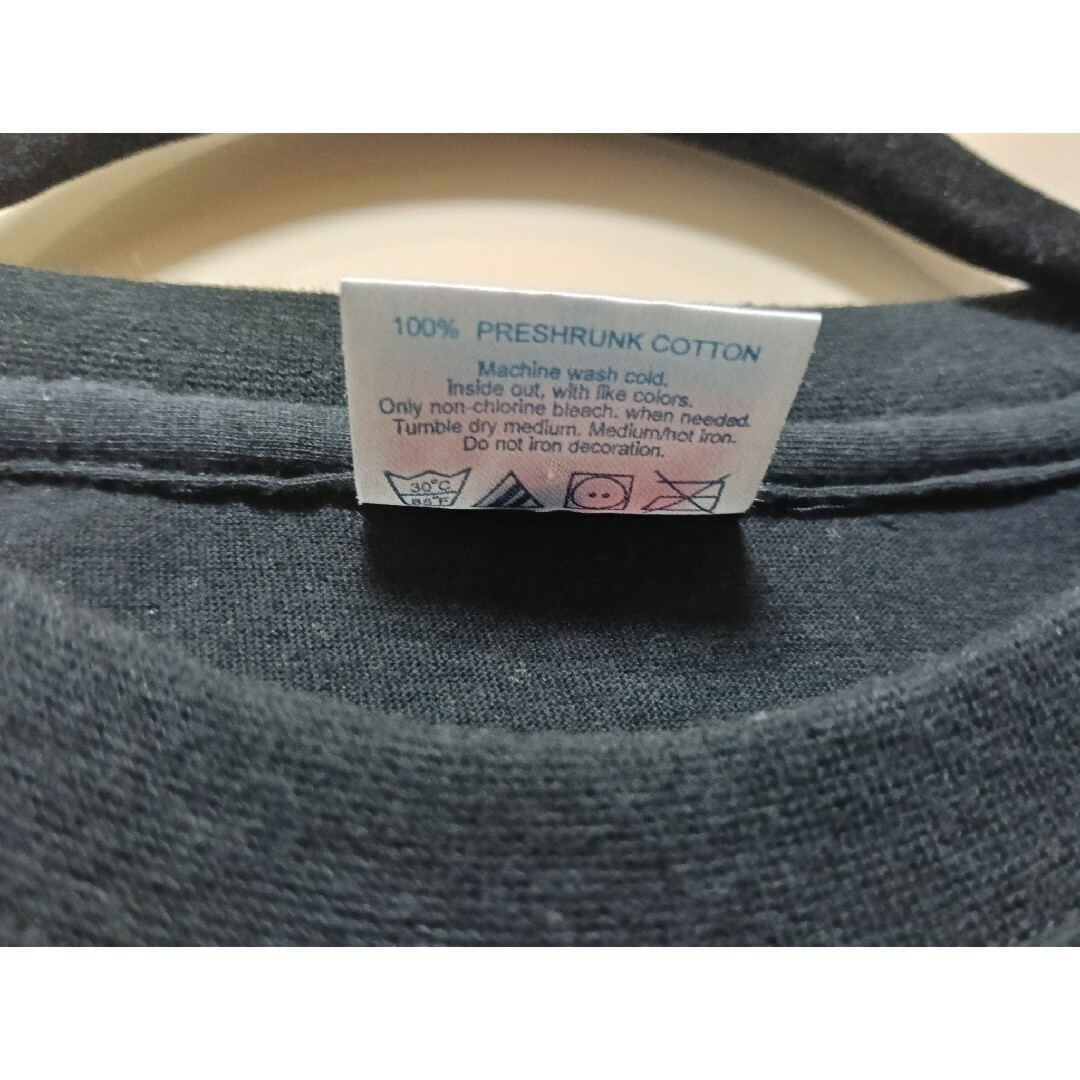 100% PRESHRUNK COTTON
Machine wash cold.
Inside out, with like colors.
Only non-chlorine bleach. when needed.
Tumble dry medium. Medium/hot iron.
Do not iron decoration.
30°C
86°F